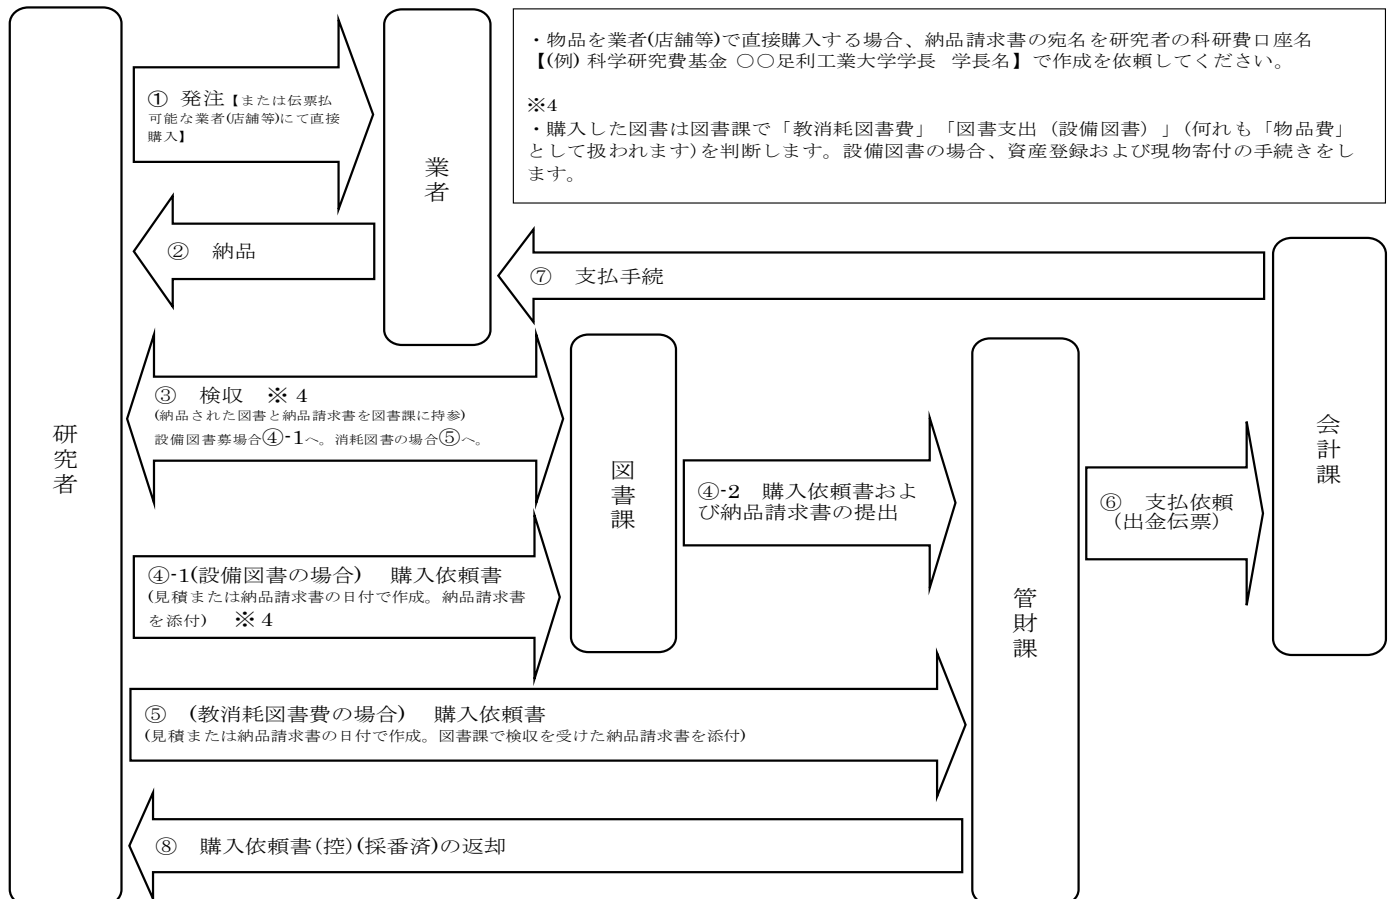 ・物品を業者(店舗等)で直接購入する場合、納品請求書の宛名を研究者の科研費口座名
【(例) 科学研究費基金 〇〇足利工業大学学長 学長名】で作成を依頼してください。
※4
・購入した図書は図書課で「教消耗図書費」「図書支出（設備図書）」(何れも「物品費」
として扱われます)を判断します。設備図書の場合、資産登録および現物寄付の手続きをし
ます。
① 発注【または伝票払
可能な業者(店舗等)にて直接
購入】
業者
② 納品
⑦ 支払手続
③ 検収 ※４
(納品された図書と納品請求書を図書課に持参)
設備図書募場合④-1へ。消耗図書の場合⑤へ。
研究者
図書課
会計課
④-2 購入依頼書およ
び納品請求書の提出
⑥ 支払依頼
（出金伝票）
④-1(設備図書の場合) 購入依頼書
(見積または納品請求書の日付で作成。納品請求書
を添付) ※４
管財課
⑤ (教消耗図書費の場合) 購入依頼書
(見積または納品請求書の日付で作成。図書課で検収を受けた納品請求書を添付)
⑧ 購入依頼書(控)(採番済)の返却